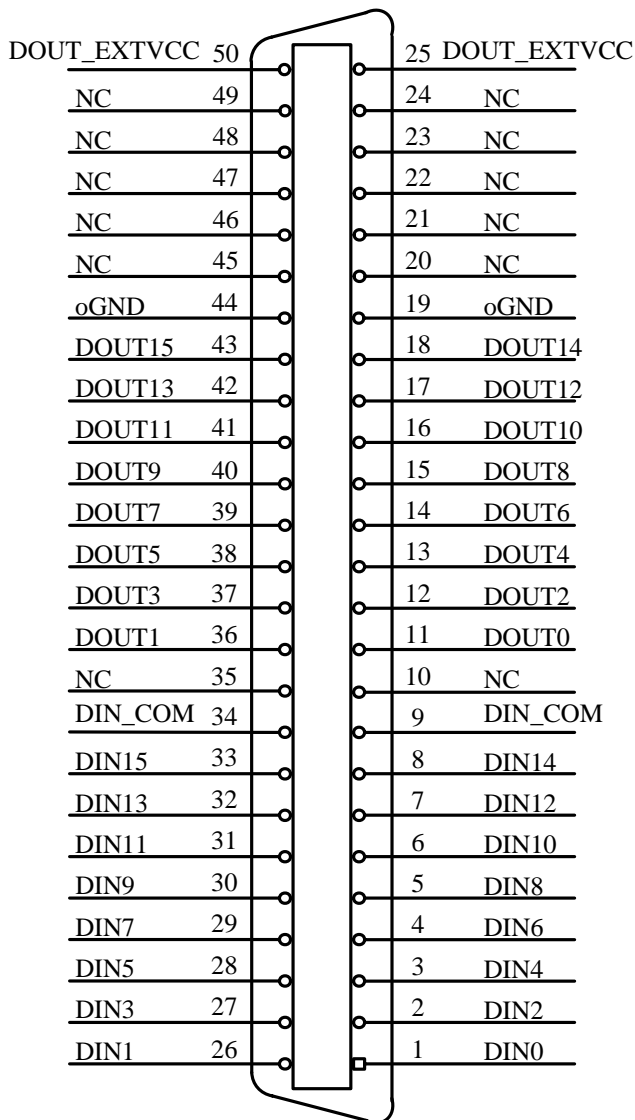 DOUT_EXTVCC 50 25 DOUT_EXTVCC
NC 49 24 NC
NC 48 23 NC
NC 47 22 NC
NC 46 21 NC
NC 45 20 NC
oGND 44 19 oGND
DOUT15 43 18 DOUT14
DOUT13 42 17 DOUT12
DOUT11 41 16 DOUT10
DOUT9 40 15 DOUT8
DOUT7 39 14 DOUT6
DOUT5 38 13 DOUT4
DOUT3 37 12 DOUT2
DOUT1 36 11 DOUT0
NC 35 10 NC
DIN_COM 34 9 DIN_COM
DIN15 33 8 DIN14
DIN13 32 7 DIN12
DIN11 31 6 DIN10
DIN9 30 5 DIN8
DIN7 29 4 DIN6
DIN5 28 3 DIN4
DIN3 27 2 DIN2
DIN1 26 1 DIN0